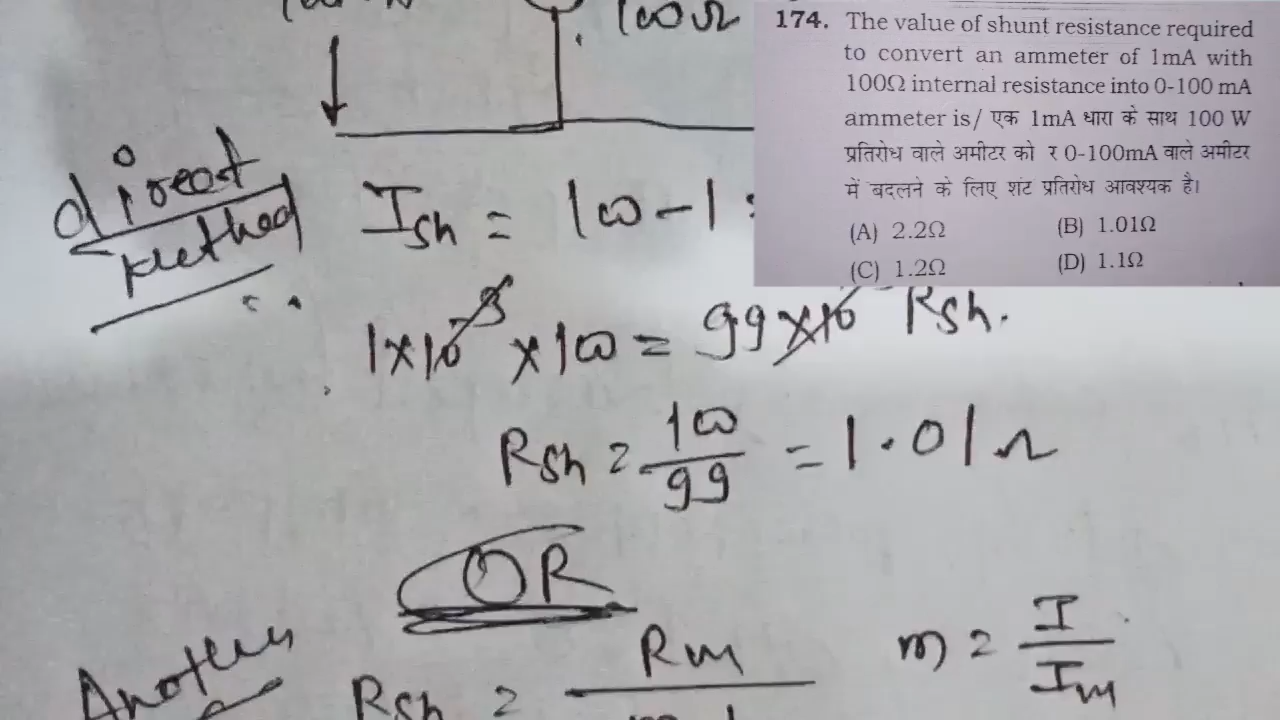 100Ω
174. The value of shunt resistance required
to convert an ammeter of 1mA with
100Ω internal resistance into 0-100 mA
ammeter is/ एक 1mA धारा के साथ 100 W
प्रतिरोध वाले अमीटर को र 0-100mA वाले अमीटर
में बदलने के लिए शंट प्रतिरोध आवश्यक है।
(A) 2.2Ω (B) 1.01Ω
(C) 1.2Ω (D) 1.1Ω
direct
Method
I_sh = 100 - 1 =
∴ 1×10^-3 × 100 = 99×10^- Rsh.
Rsh = 100/99 = 1.01Ω
OR
Another
Rsh = Rm
m = I/Im